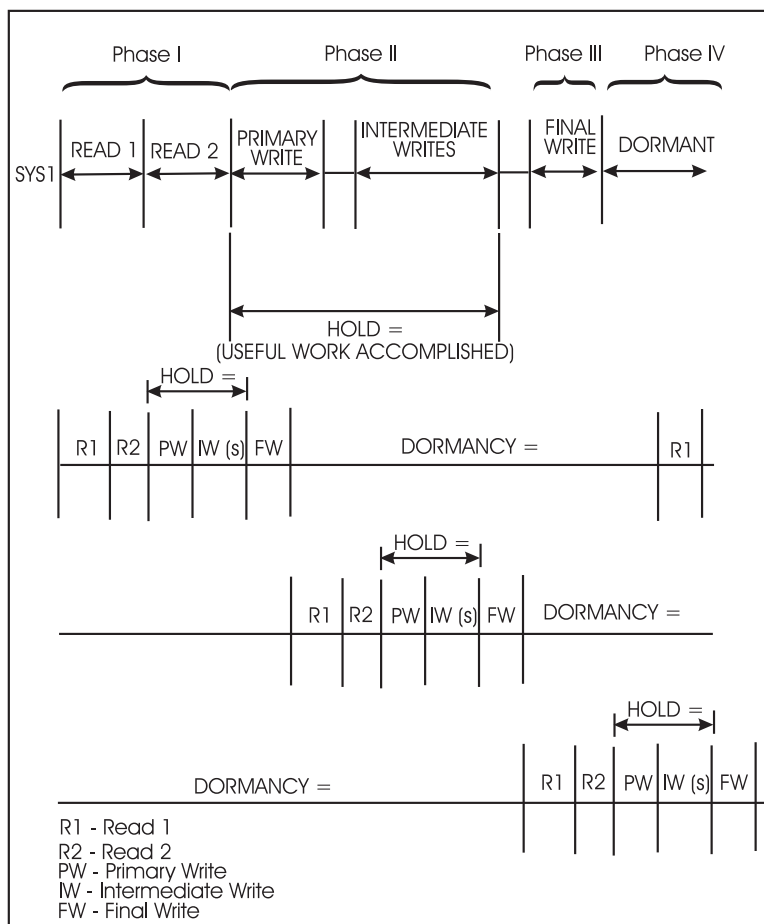 Phase I Phase II Phase III Phase IV
READ 1 READ 2 PRIMARY WRITE INTERMEDIATE WRITES FINAL WRITE DORMANT
SYS1
HOLD =
(USEFUL WORK ACCOMPLISHED)
HOLD =
R1 R2 PW IW (s) FW DORMANCY = R1
HOLD =
R1 R2 PW IW (s) FW DORMANCY =
HOLD =
DORMANCY = R1 R2 PW IW (s) FW
R1 - Read 1
R2 - Read 2
PW - Primary Write
IW - Intermediate Write
FW - Final Write